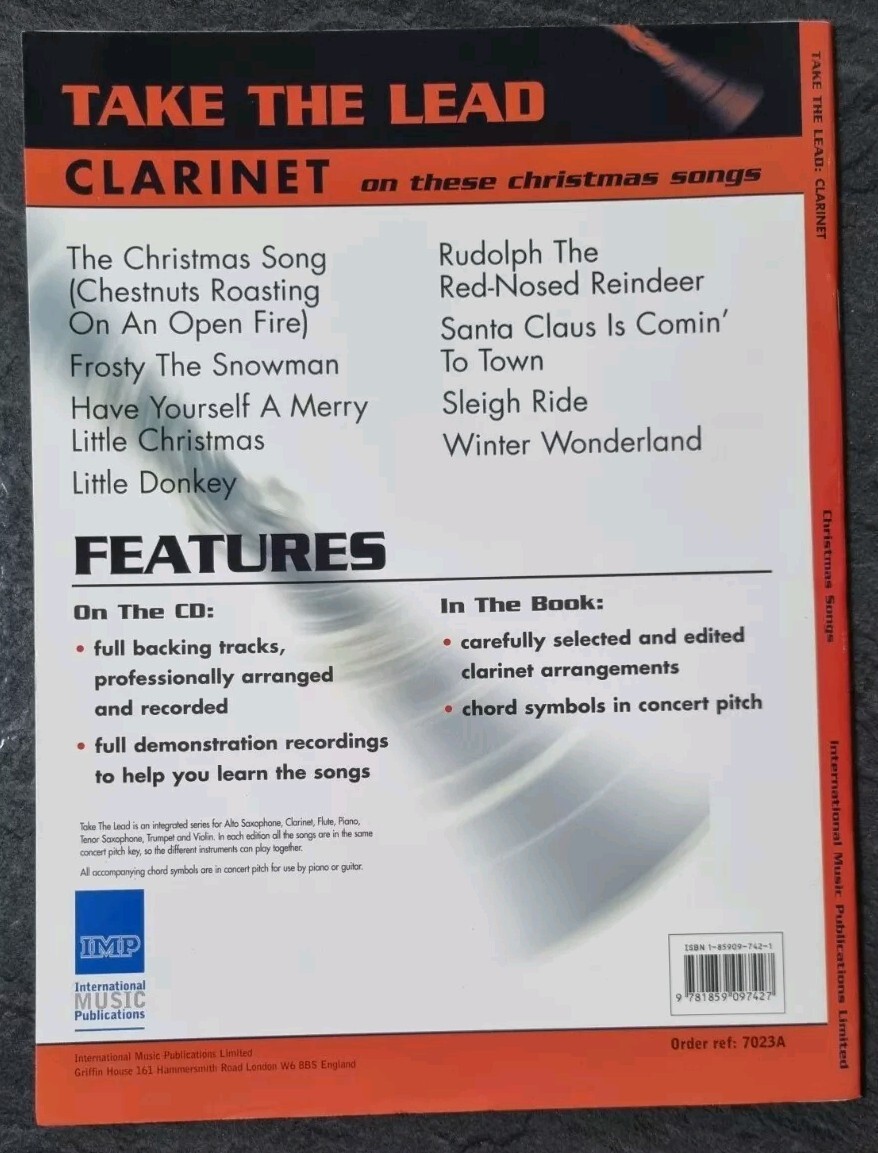 TAKE THE LEAD
CLARINET on these christmas songs
The Christmas Song
(Chestnuts Roasting
On An Open Fire)
Frosty The Snowman
Have Yourself A Merry
Little Christmas
Little Donkey
Rudolph The
Red-Nosed Reindeer
Santa Claus Is Comin'
To Town
Sleigh Ride
Winter Wonderland
FEATURES
On The CD:
• full backing tracks,
professionally arranged
and recorded
• full demonstration recordings
to help you learn the songs
In The Book:
• carefully selected and edited
clarinet arrangements
• chord symbols in concert pitch
Take The Lead is an integrated series for Alto Saxophone, Clarinet, Flute, Piano,
Tenor Saxophone, Trumpet and Violin. In each edition all the songs are in the same
concert pitch key, so the different instruments can play together.
All accompanying chord symbols are in concert pitch for use by piano or guitar.
IMP
International
MUSIC
Publications
ISBN 1-85909-742-1
9 781859 097427
Order ref: 7023A
International Music Publications Limited
Griffin House 161 Hammersmith Road London W6 8BS England
TAKE THE LEAD: CLARINET
Christmas Songs
International Music Publications Limited